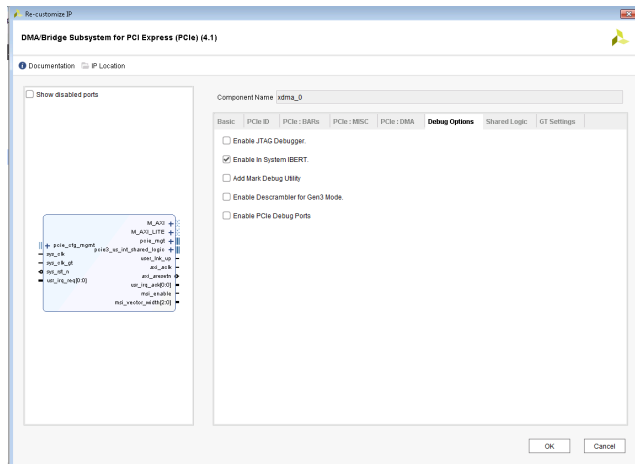 Re-customize IP
DMA/Bridge Subsystem for PCI Express (PCIe) (4.1)
Documentation IP Location
Show disabled ports
Component Name xdma_0
Basic PCIe ID PCIe : BARs PCIe : MISC PCIe : DMA Debug Options Shared Logic GT Settings
Enable JTAG Debugger.
Enable In System IBERT.
Add Mark Debug Utility
Enable Descrambler for Gen3 Mode.
Enable PCIe Debug Ports
pcie_cfg_mgmt
sys_clk
sys_clk_gt
sys_rst_n
usr_irq_req[0:0]
M_AXI
M_AXI_LITE
pcie_mgt
pcie3_us_int_shared_logic
user_lnk_up
axi_aclk
axi_aresetn
usr_irq_ack[0:0]
msi_enable
msi_vector_width[2:0]
OK Cancel